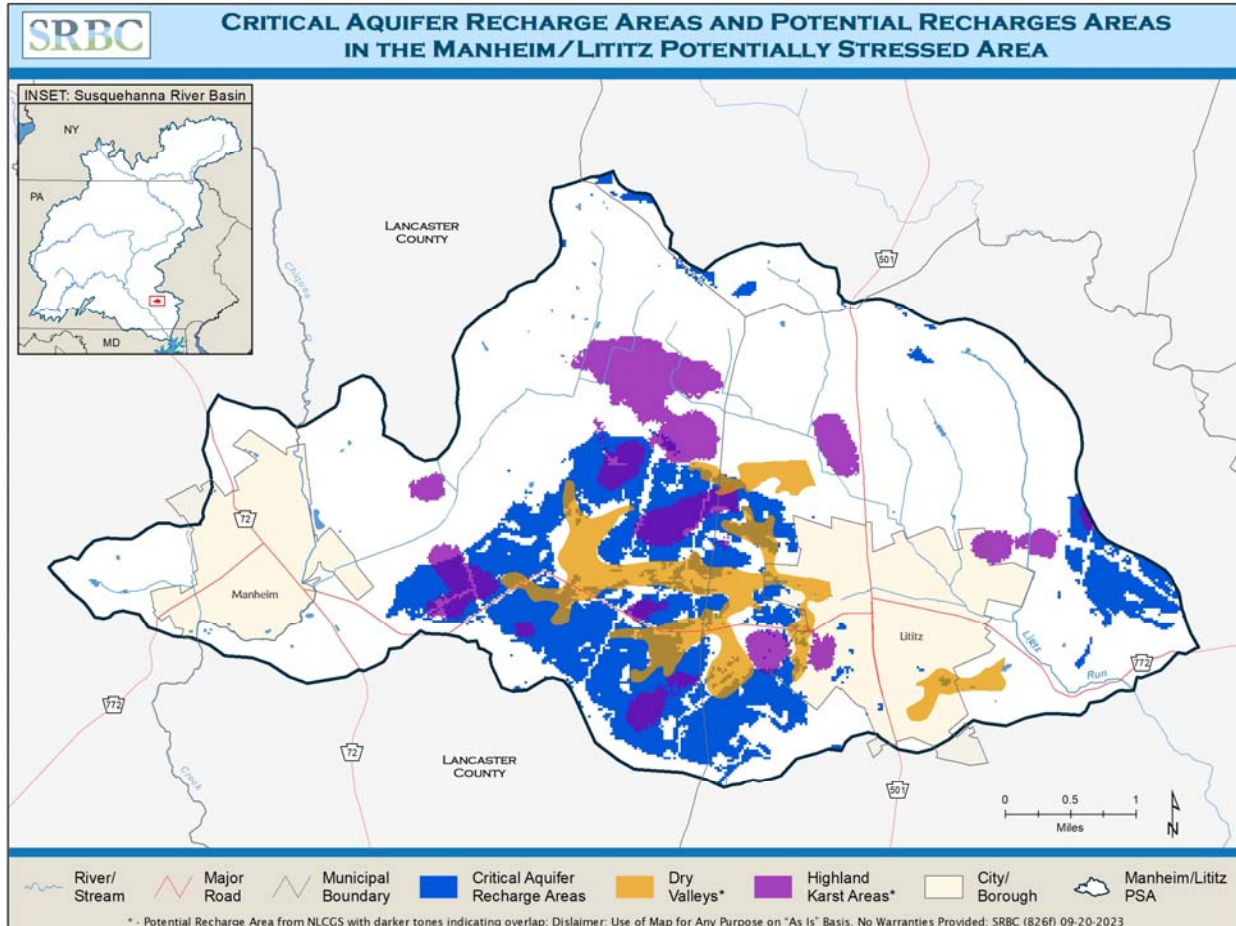 SRBC
CRITICAL AQUIFER RECHARGE AREAS AND POTENTIAL RECHARGES AREAS
IN THE MANHEIM/LITITZ POTENTIALLY STRESSED AREA
INSET: Susquehanna River Basin
NY
PA
MD
LANCASTER
COUNTY
Chiques
501
72
Manheim
Lititz
Lititz
Run
772
772
72
Creek
LANCASTER
COUNTY
501
0 0.5 1
Miles
N
River/
Stream
Major
Road
Municipal
Boundary
Critical Aquifer
Recharge Areas
Dry
Valleys*
Highland
Karst Areas*
City/
Borough
Manheim/Lititz
PSA
* - Potential Recharge Area from NLCGS with darker tones indicating overlap; Dislaimer: Use of Map for Any Purpose on "As Is" Basis. No Warranties Provided; SRBC (826f) 09-20-2023